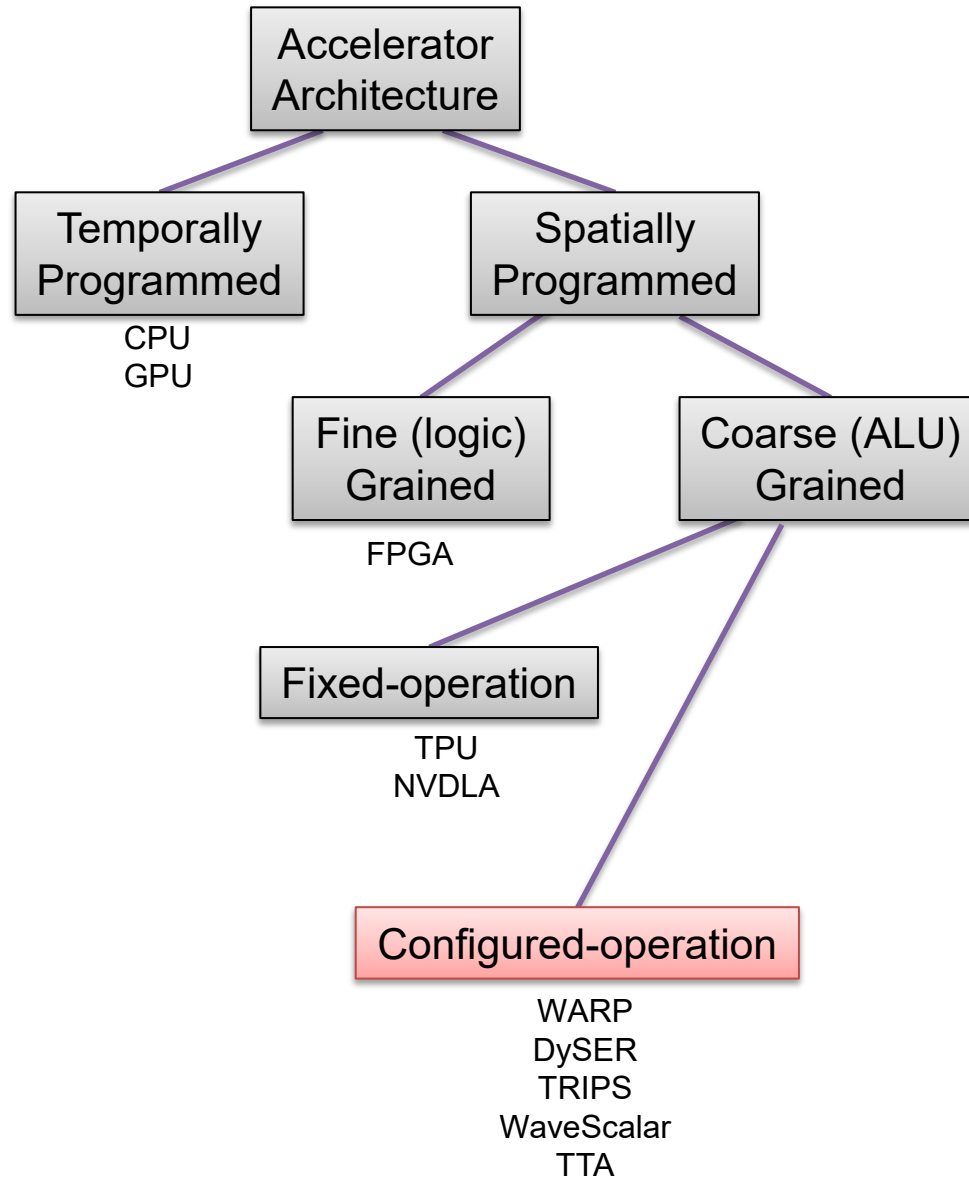 Accelerator
Architecture
Temporally
Programmed
Spatially
Programmed
CPU
GPU
Fine (logic)
Grained
Coarse (ALU)
Grained
FPGA
Fixed-operation
TPU
NVDLA
Configured-operation
WARP
DySER
TRIPS
WaveScalar
TTA